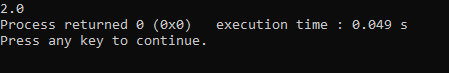 2.0
Process returned 0 (0x0)   execution time : 0.049 s
Press any key to continue.